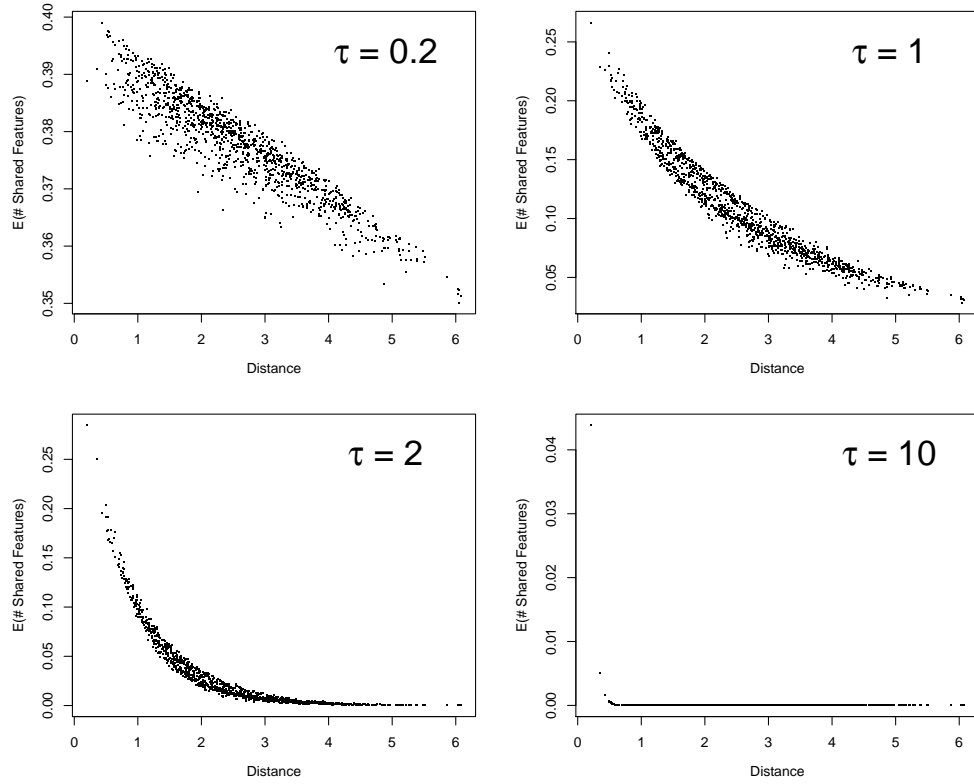 τ = 0.2
E(# Shared Features)
0.40
0.39
0.38
0.37
0.36
0.35
0 1 2 3 4 5 6
Distance
τ = 1
E(# Shared Features)
0.25
0.20
0.15
0.10
0.05
0 1 2 3 4 5 6
Distance
τ = 2
E(# Shared Features)
0.25
0.20
0.15
0.10
0.05
0.00
0 1 2 3 4 5 6
Distance
τ = 10
E(# Shared Features)
0.04
0.03
0.02
0.01
0.00
0 1 2 3 4 5 6
Distance